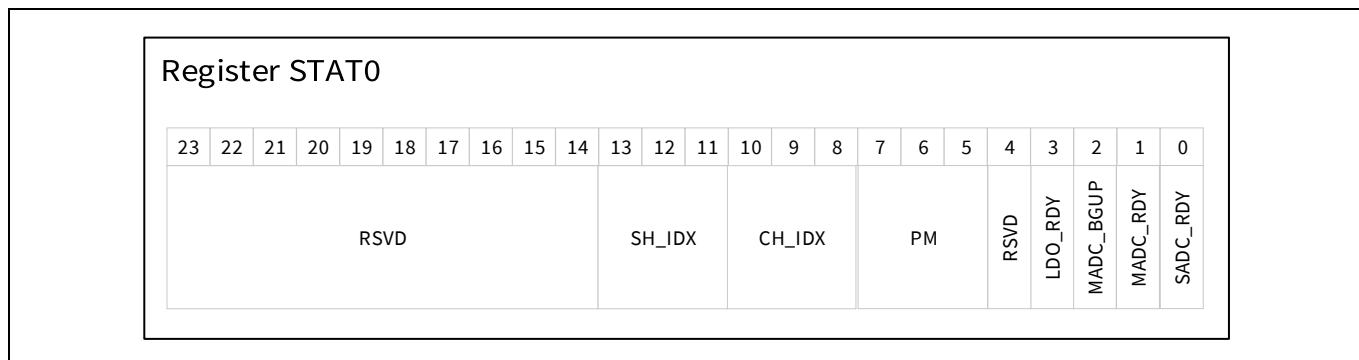 Register STAT0
23 22 21 20 19 18 17 16 15 14 13 12 11 10 9 8 7 6 5 4 3 2 1 0
RSVD SH_IDX CH_IDX PM RSVD LDO_RDY MADC_BGUP MADC_RDY SADC_RDY